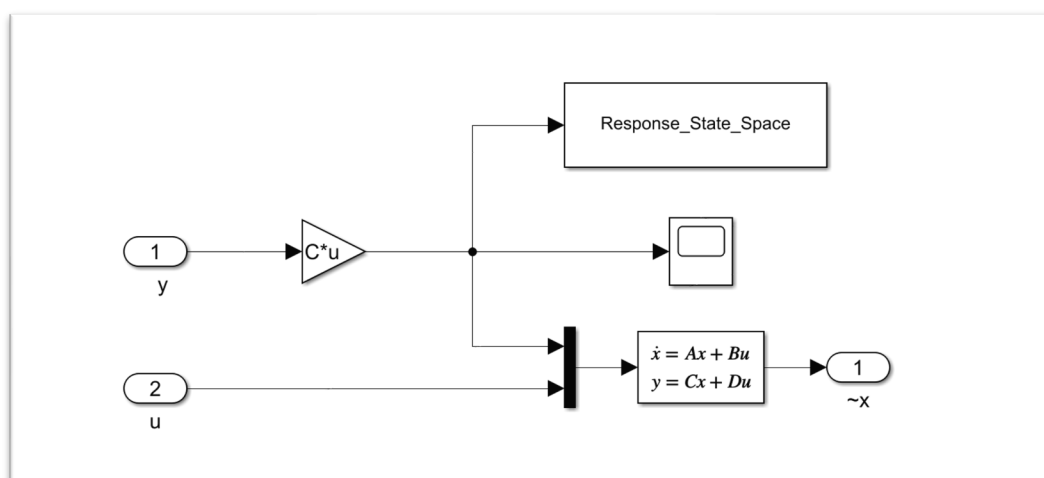 Response_State_Space
1
y
C*u
2
u
ẋ = Ax + Bu
y = Cx + Du
1
~x